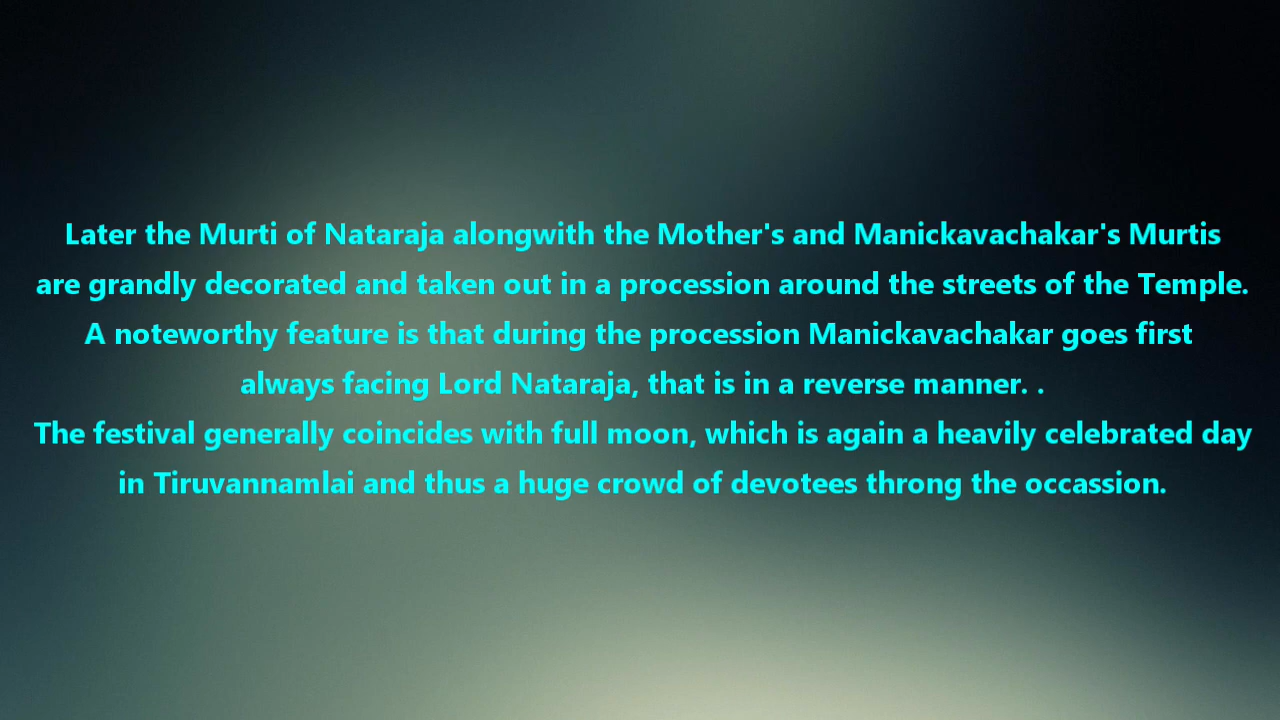 Later the Murti of Nataraja alongwith the Mother's and Manickavachakar's Murtis
are grandly decorated and taken out in a procession around the streets of the Temple.
A noteworthy feature is that during the procession Manickavachakar goes first
always facing Lord Nataraja, that is in a reverse manner. .
The festival generally coincides with full moon, which is again a heavily celebrated day
in Tiruvannamlai and thus a huge crowd of devotees throng the occassion.